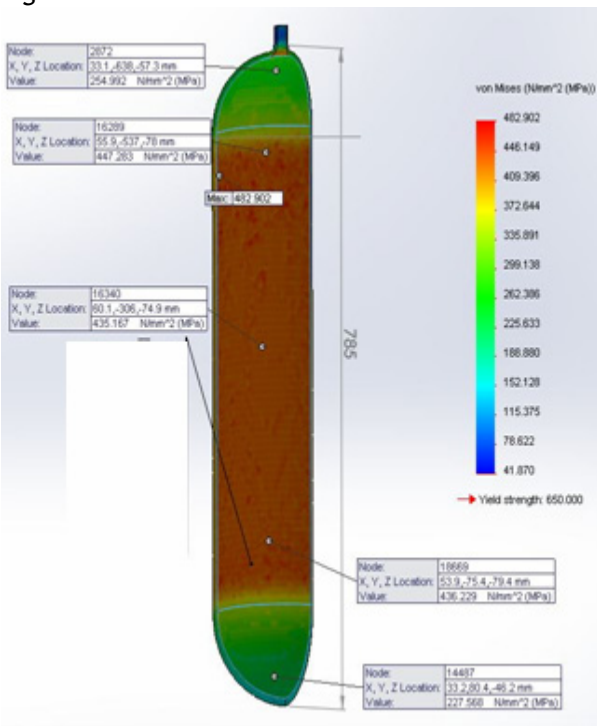 Node: 2872
X, Y, Z Location: 33.1,-638,-57.3 mm
Value: 254.992 N/mm^2 (MPa)
Node: 16289
X, Y, Z Location: 55.9,-537,-78 mm
Value: 447.283 N/mm^2 (MPa)
Max: 482.902
Node: 16340
X, Y, Z Location: 60.1,-306,-74.9 mm
Value: 435.167 N/mm^2 (MPa)
785
Node: 18669
X, Y, Z Location: 53.9,-75.4,-79.4 mm
Value: 436.229 N/mm^2 (MPa)
Node: 14487
X, Y, Z Location: 33.2,80.4,-46.2 mm
Value: 227.568 N/mm^2 (MPa)
von Mises (N/mm^2 (MPa))
482.902
446.149
409.396
372.644
335.891
299.138
262.386
225.633
188.880
152.128
115.375
78.622
41.870
Yield strength: 650.000